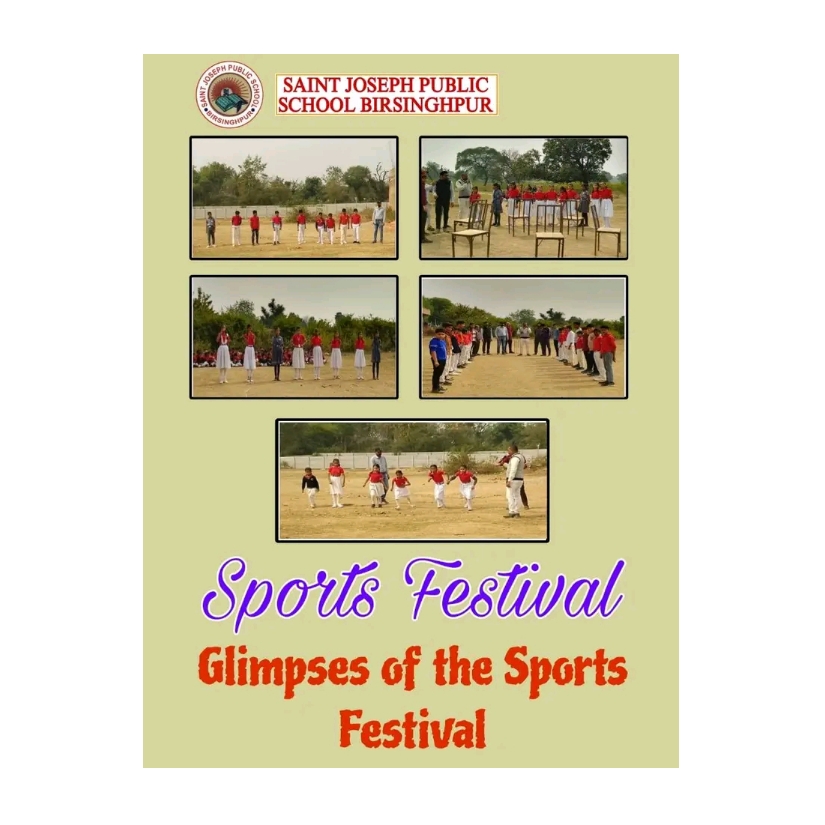 SAINT JOSEPH PUBLIC SCHOOL
BIRSINGHPUR
SAINT JOSEPH PUBLIC
SCHOOL BIRSINGHPUR
Sports Festival
Glimpses of the Sports
Festival